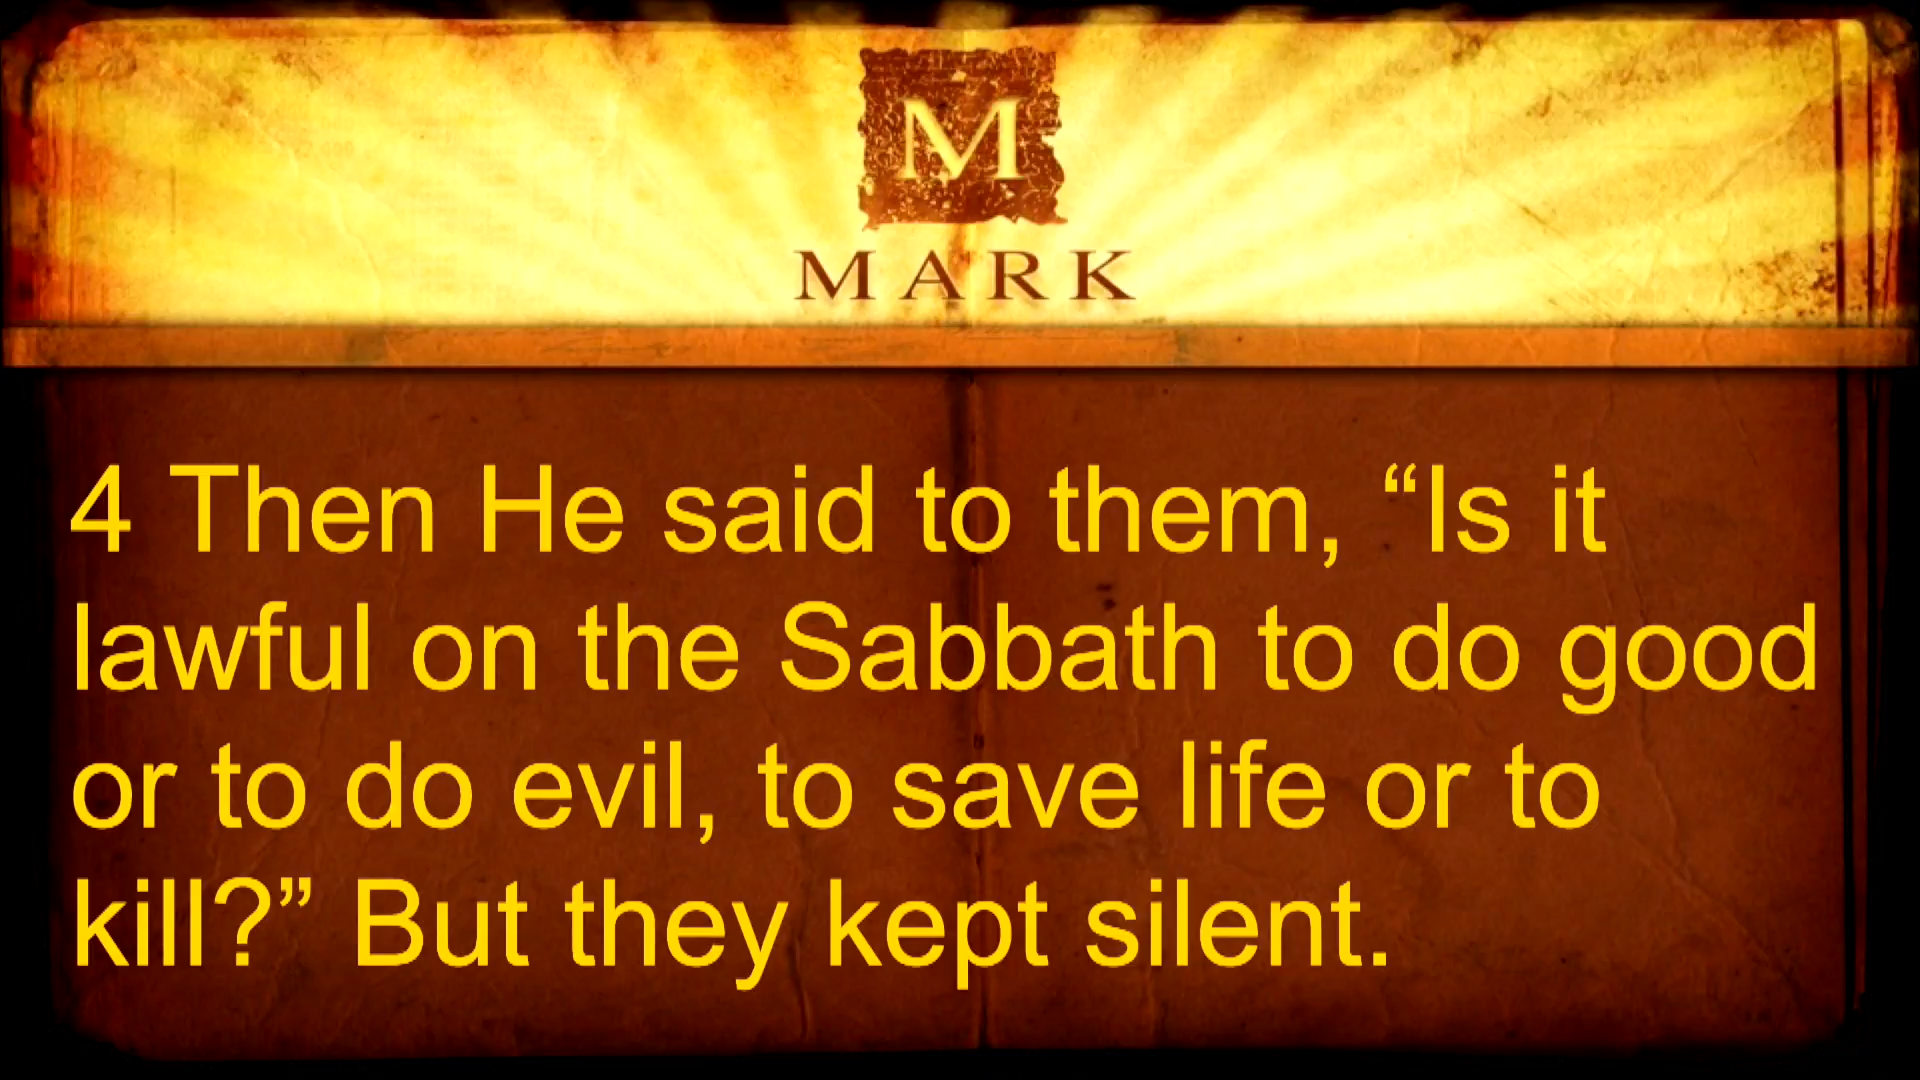 M
MARK
4 Then He said to them, “Is it
lawful on the Sabbath to do good
or to do evil, to save life or to
kill?” But they kept silent.